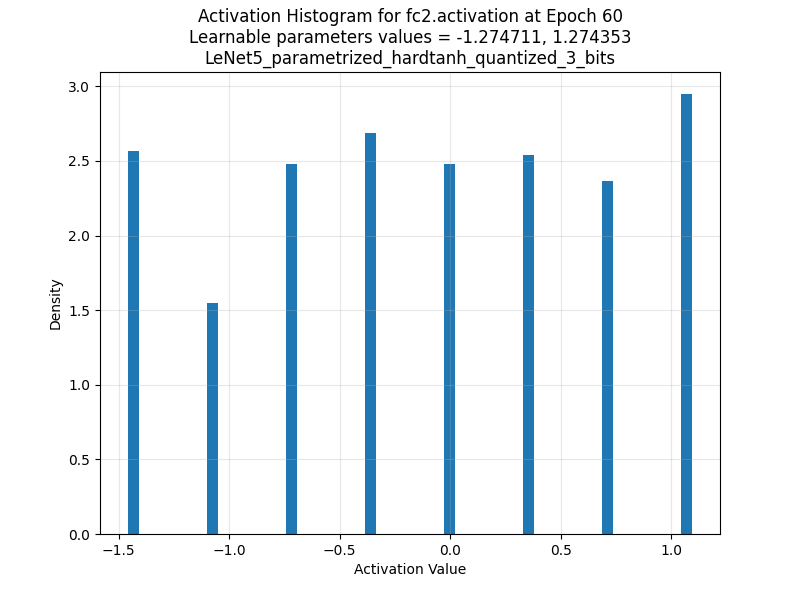 Activation Histogram for fc2.activation at Epoch 60
Learnable parameters values = -1.274711, 1.274353
LeNet5_parametrized_hardtanh_quantized_3_bits
3.0
2.5
2.0
1.5
1.0
0.5
0.0
Density
−1.5 −1.0 −0.5 0.0 0.5 1.0
Activation Value